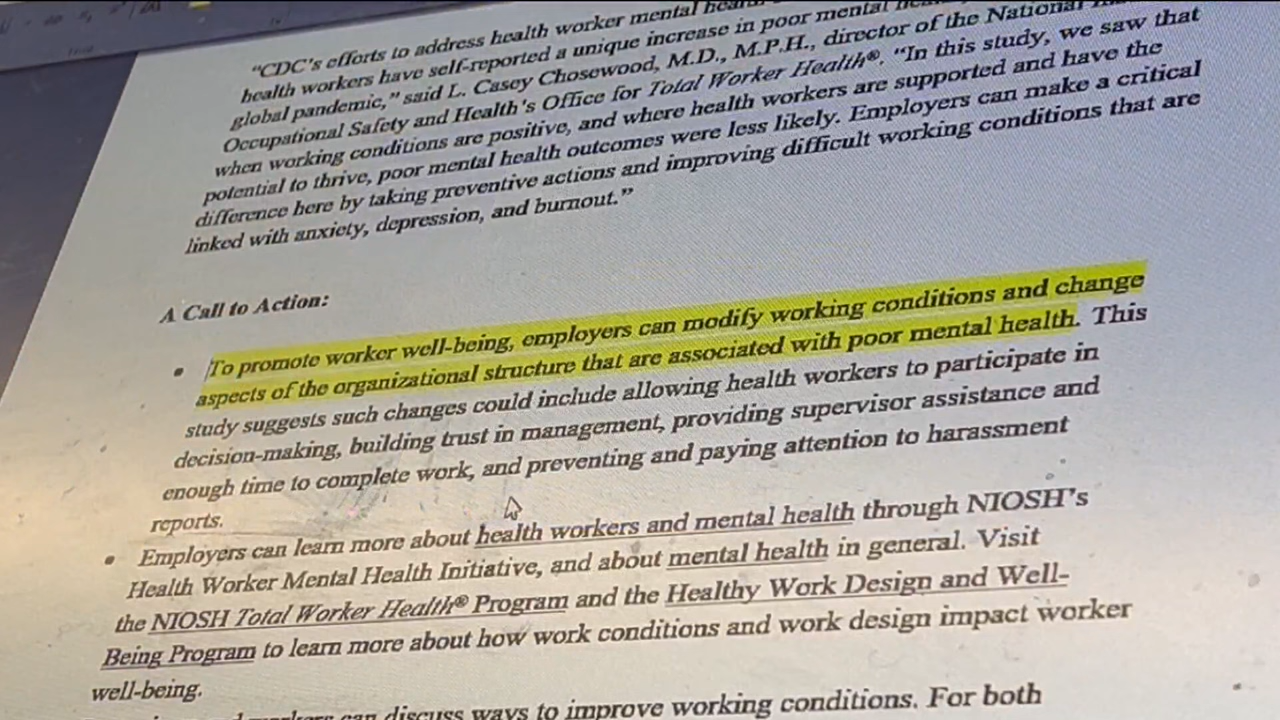 "CDC's efforts to address health worker mental
health workers have self-reported a unique increase in poor mental
global pandemic," said L. Casey Chosewood, M.D., M.P.H., director of the National
Occupational Safety and Health's Office for Total Worker Health®. "In this study, we saw that
when working conditions are positive, and where health workers are supported and have the
potential to thrive, poor mental health outcomes were less likely. Employers can make a critical
difference here by taking preventive actions and improving difficult working conditions that are
linked with anxiety, depression, and burnout."
A Call to Action:
• To promote worker well-being, employers can modify working conditions and change
aspects of the organizational structure that are associated with poor mental health. This
study suggests such changes could include allowing health workers to participate in
decision-making, building trust in management, providing supervisor assistance and
enough time to complete work, and preventing and paying attention to harassment
reports.
• Employers can learn more about health workers and mental health through NIOSH's
Health Worker Mental Health Initiative, and about mental health in general. Visit
the NIOSH Total Worker Health® Program and the Healthy Work Design and Well-
Being Program to learn more about how work conditions and work design impact worker
well-being.
can discuss ways to improve working conditions. For both